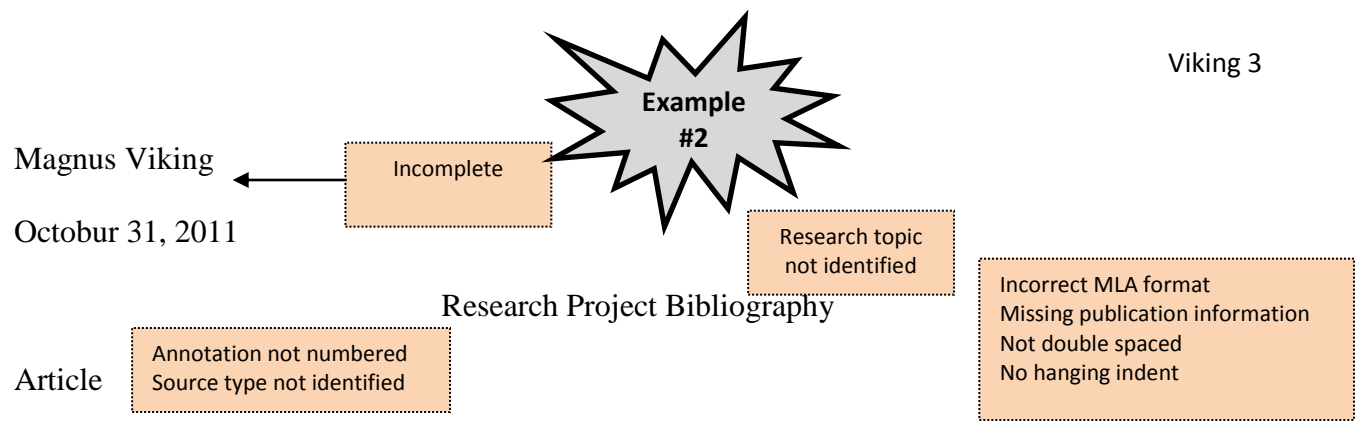 Viking 3
Example
#2
Magnus Viking
Incomplete
Octobur 31, 2011
Research topic
not identified
Research Project Bibliography
Incorrect MLA format
Missing publication information
Not double spaced
No hanging indent
Article
Annotation not numbered
Source type not identified